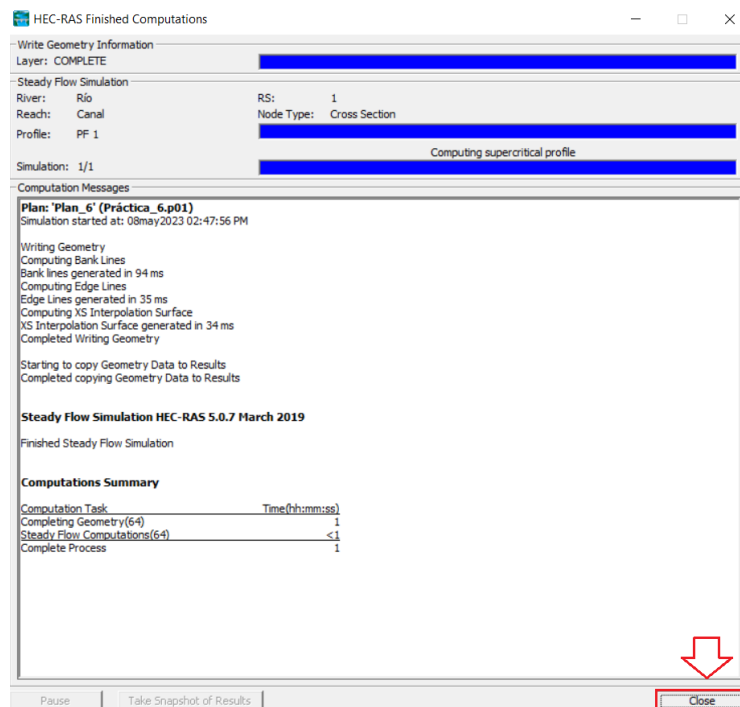 HEC-RAS Finished Computations
Write Geometry Information
Layer: COMPLETE
Steady Flow Simulation
River: Río RS: 1
Reach: Canal Node Type: Cross Section
Profile: PF 1
Computing supercritical profile
Simulation: 1/1
Computation Messages
Plan: 'Plan_6' (Práctica_6.p01)
Simulation started at: 08may2023 02:47:56 PM
Writing Geometry
Computing Bank Lines
Bank lines generated in 94 ms
Computing Edge Lines
Edge Lines generated in 35 ms
Computing XS Interpolation Surface
XS Interpolation Surface generated in 34 ms
Completed Writing Geometry
Starting to copy Geometry Data to Results
Completed copying Geometry Data to Results
Steady Flow Simulation HEC-RAS 5.0.7 March 2019
Finished Steady Flow Simulation
Computations Summary
Computation Task Time(hh:mm:ss)
Completing Geometry(64) 1
Steady Flow Computations(64) <1
Complete Process 1
Pause Take Snapshot of Results Close